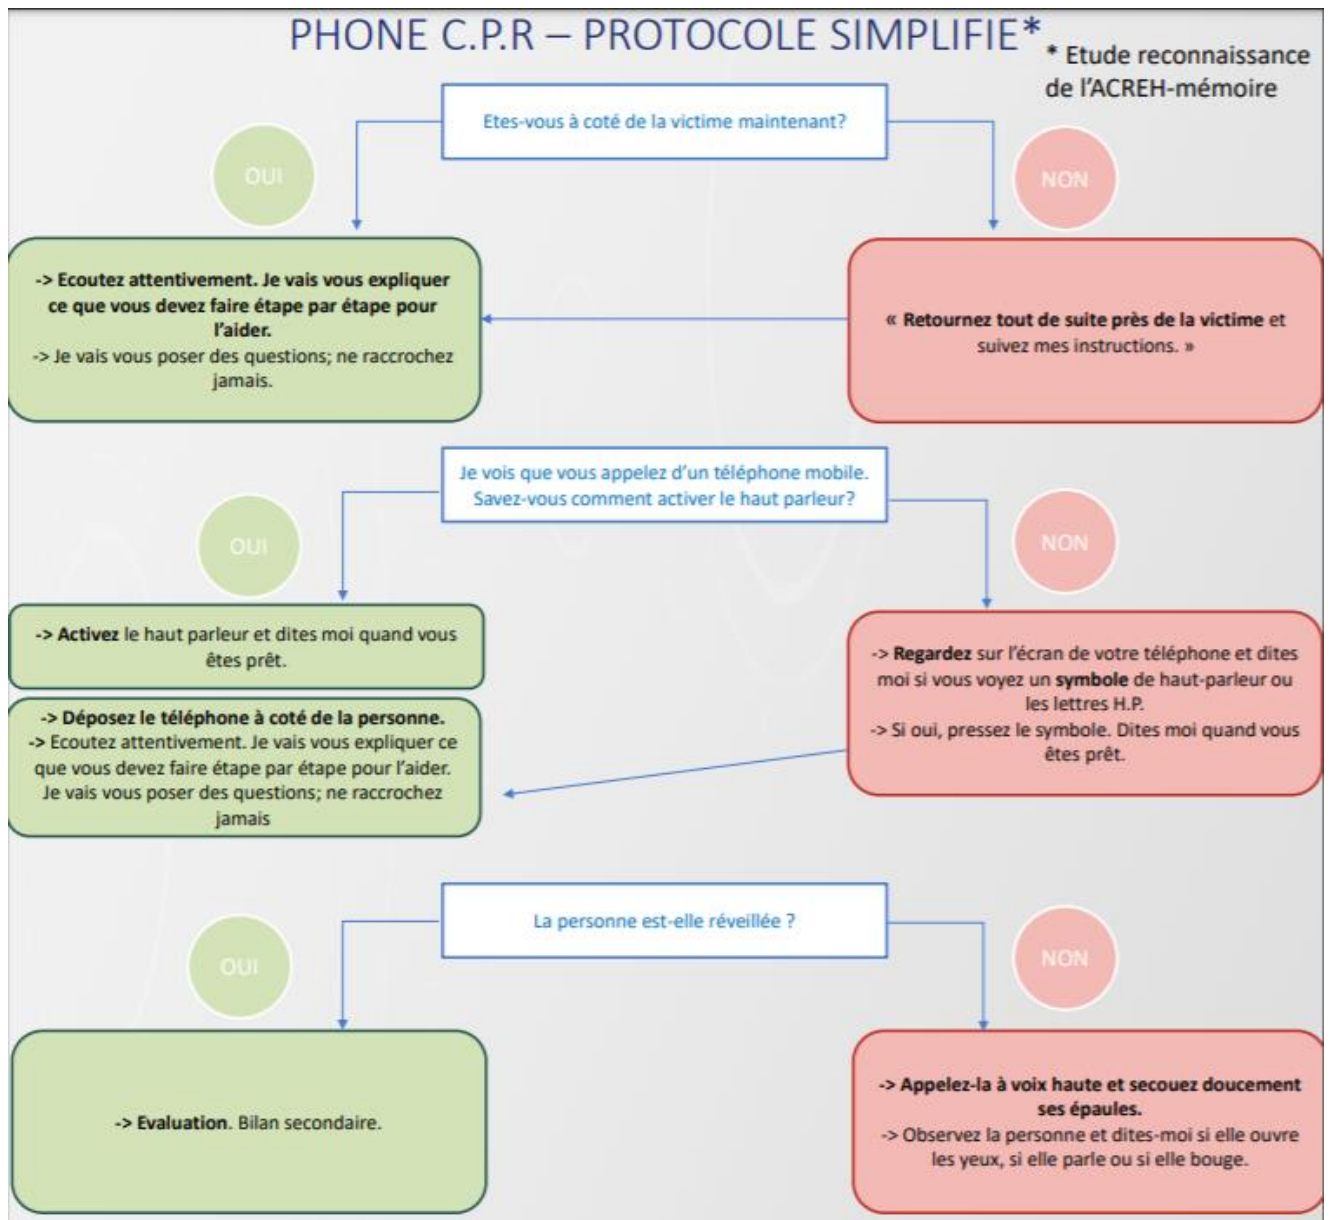 PHONE C.P.R – PROTOCOLE SIMPLIFIE*
* Etude reconnaissance
de l'ACREH-mémoire
Etes-vous à coté de la victime maintenant?
OUI
NON
-> Ecoutez attentivement. Je vais vous expliquer
ce que vous devez faire étape par étape pour
l'aider.
-> Je vais vous poser des questions; ne raccrochez
jamais.
« Retournez tout de suite près de la victime et
suivez mes instructions. »
Je vois que vous appelez d'un téléphone mobile.
Savez-vous comment activer le haut parleur?
OUI
NON
-> Activez le haut parleur et dites moi quand vous
êtes prêt.
-> Déposez le téléphone à coté de la personne.
-> Ecoutez attentivement. Je vais vous expliquer ce
que vous devez faire étape par étape pour l'aider.
Je vais vous poser des questions; ne raccrochez
jamais
-> Regardez sur l'écran de votre téléphone et dites
moi si vous voyez un symbole de haut-parleur ou
les lettres H.P.
-> Si oui, pressez le symbole. Dites moi quand vous
êtes prêt.
La personne est-elle réveillée ?
OUI
NON
-> Evaluation. Bilan secondaire.
-> Appelez-la à voix haute et secouez doucement
ses épaules.
-> Observez la personne et dites-moi si elle ouvre
les yeux, si elle parle ou si elle bouge.